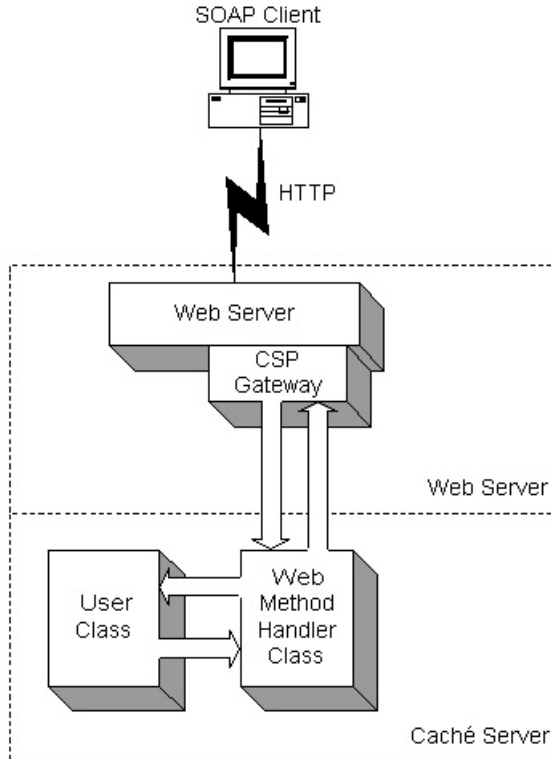 SOAP Client
HTTP
Web Server
CSP
Gateway
Web Server
User
Class
Web
Method
Handler
Class
Caché Server